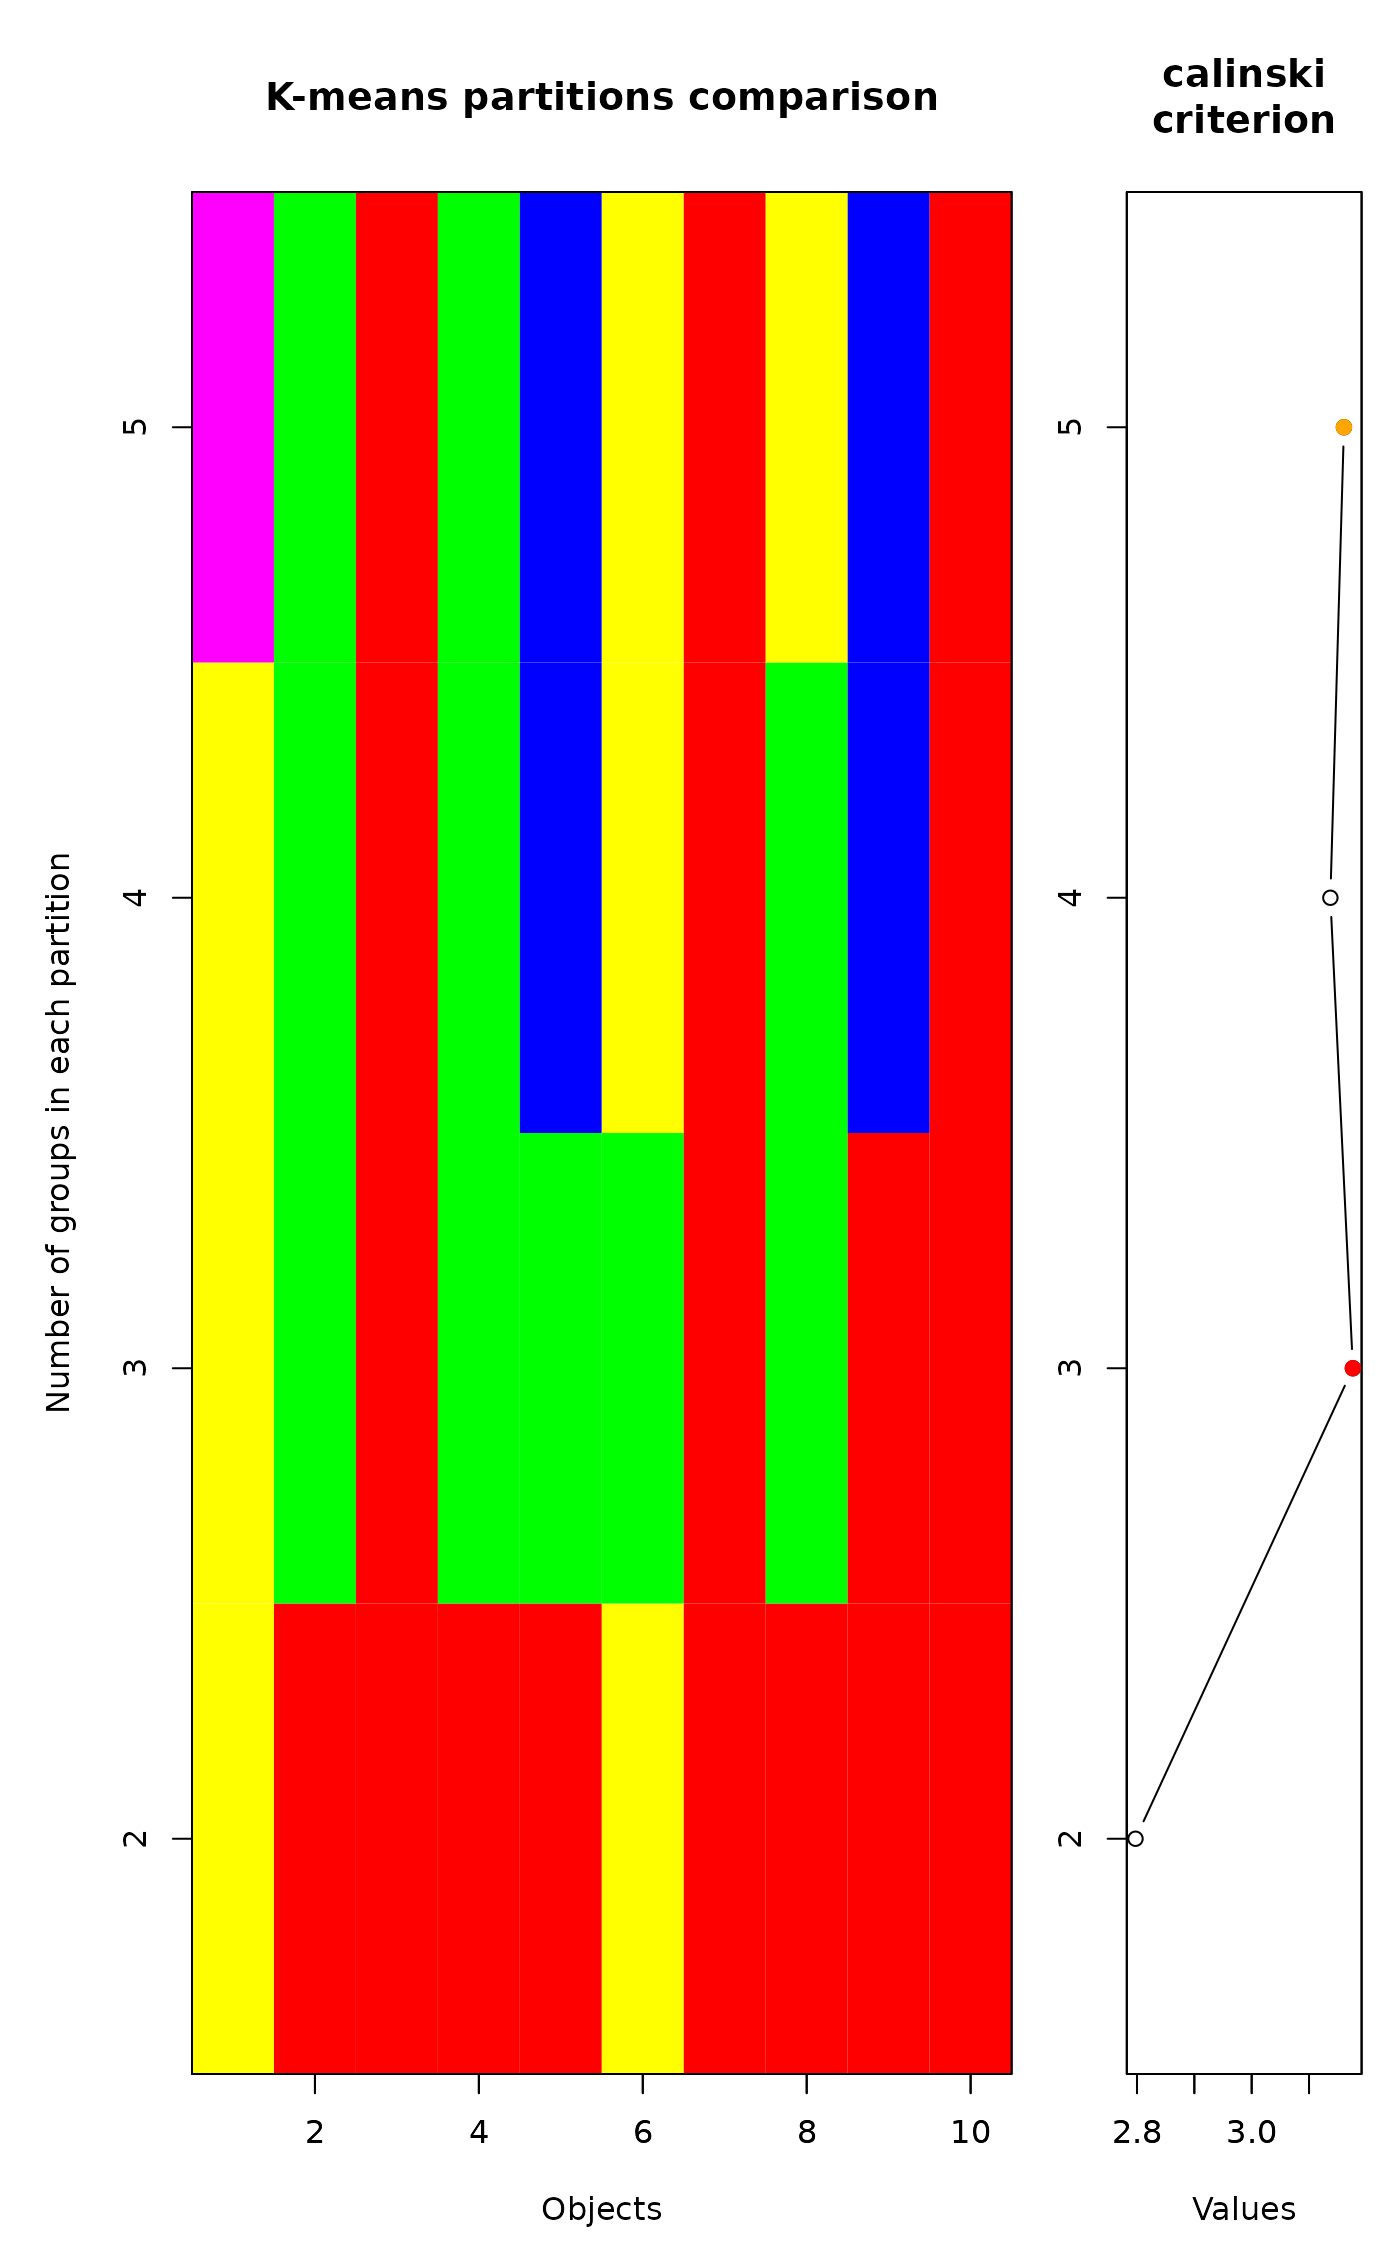 K-means partitions comparison
calinski
criterion
Number of groups in each partition
5
4
3
2
2 4 6 8 10
Objects
5
4
3
2
2.8 3.0
Values